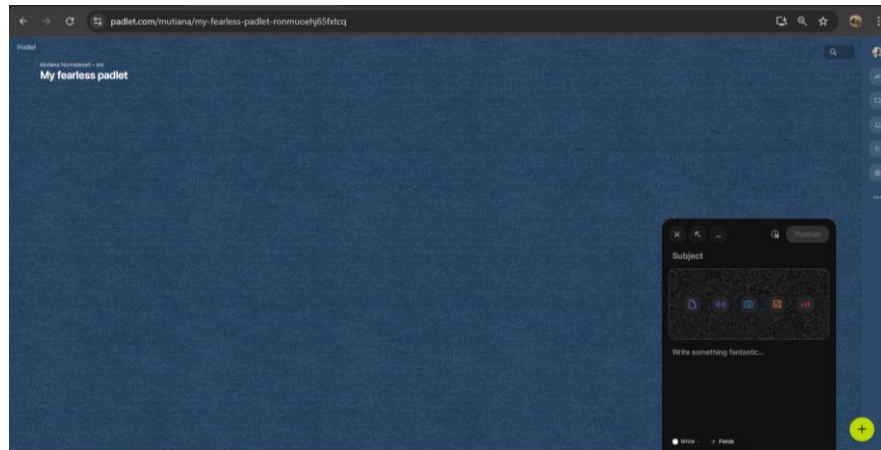 padlet.com/mutiana/my-fearless-padlet-ronmuoehj65fxtcq
Padlet
My fearless padlet
Publish
Subject
Write something fantastic...
White
+ Fields